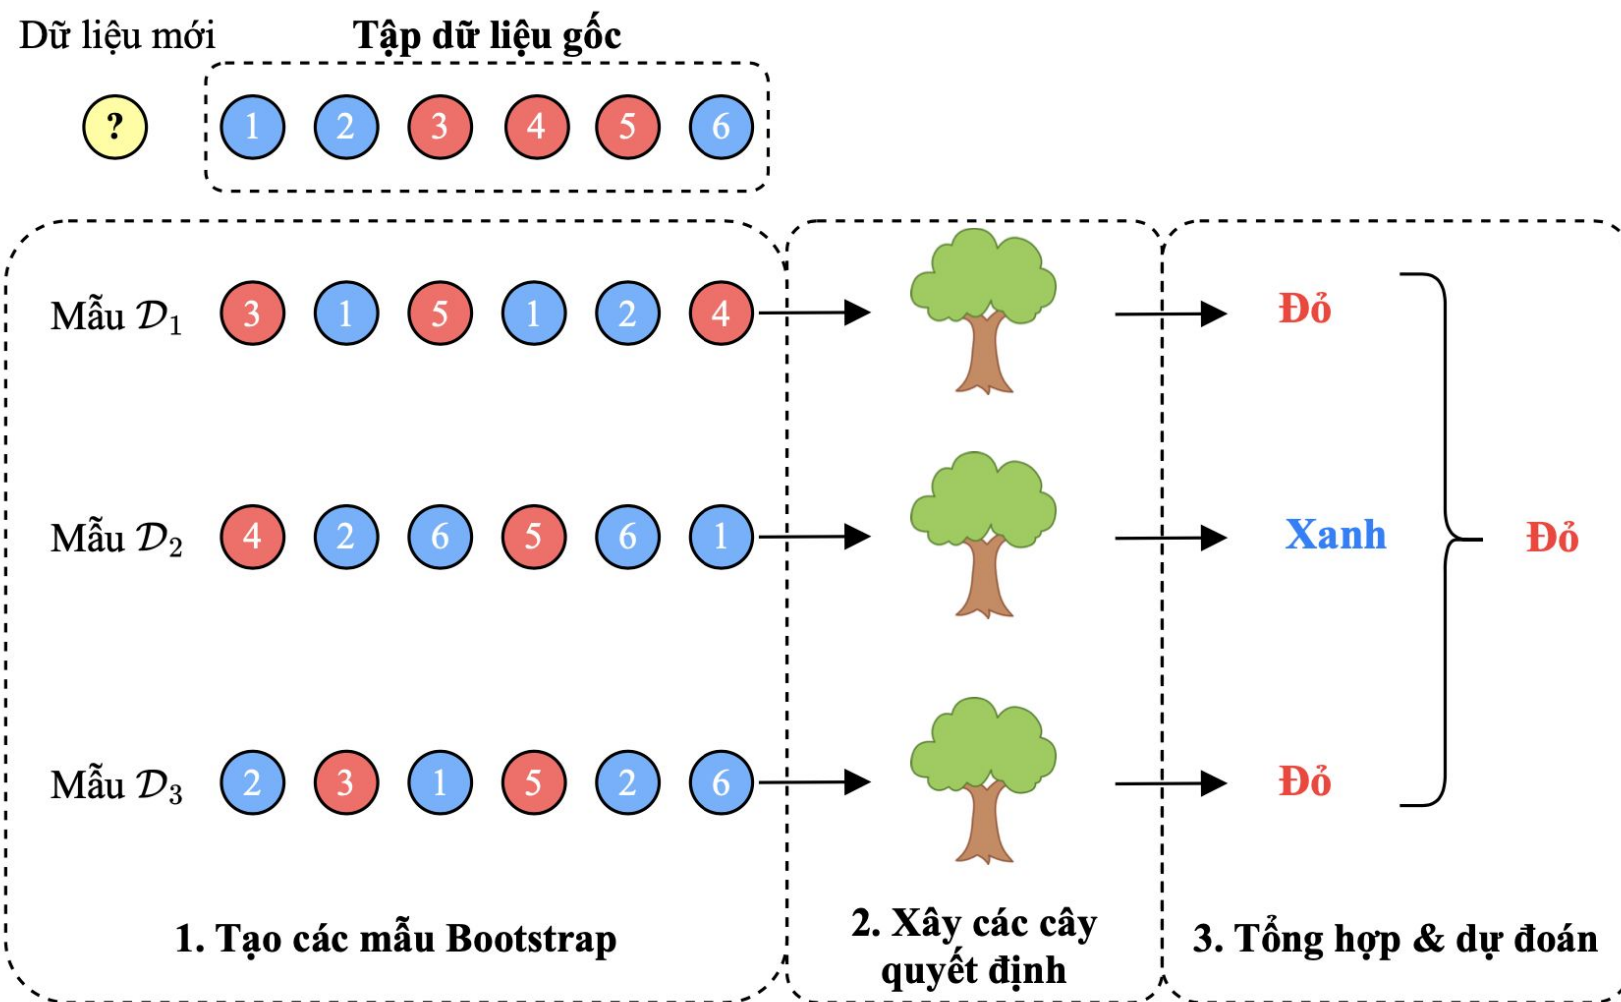 Dữ liệu mới
Tập dữ liệu gốc
?
1 2 3 4 5 6
Mẫu 𝒟₁ 3 1 5 1 2 4
Đỏ
Mẫu 𝒟₂ 4 2 6 5 6 1
Xanh
Đỏ
Mẫu 𝒟₃ 2 3 1 5 2 6
Đỏ
1. Tạo các mẫu Bootstrap
2. Xây các cây
quyết định
3. Tổng hợp & dự đoán